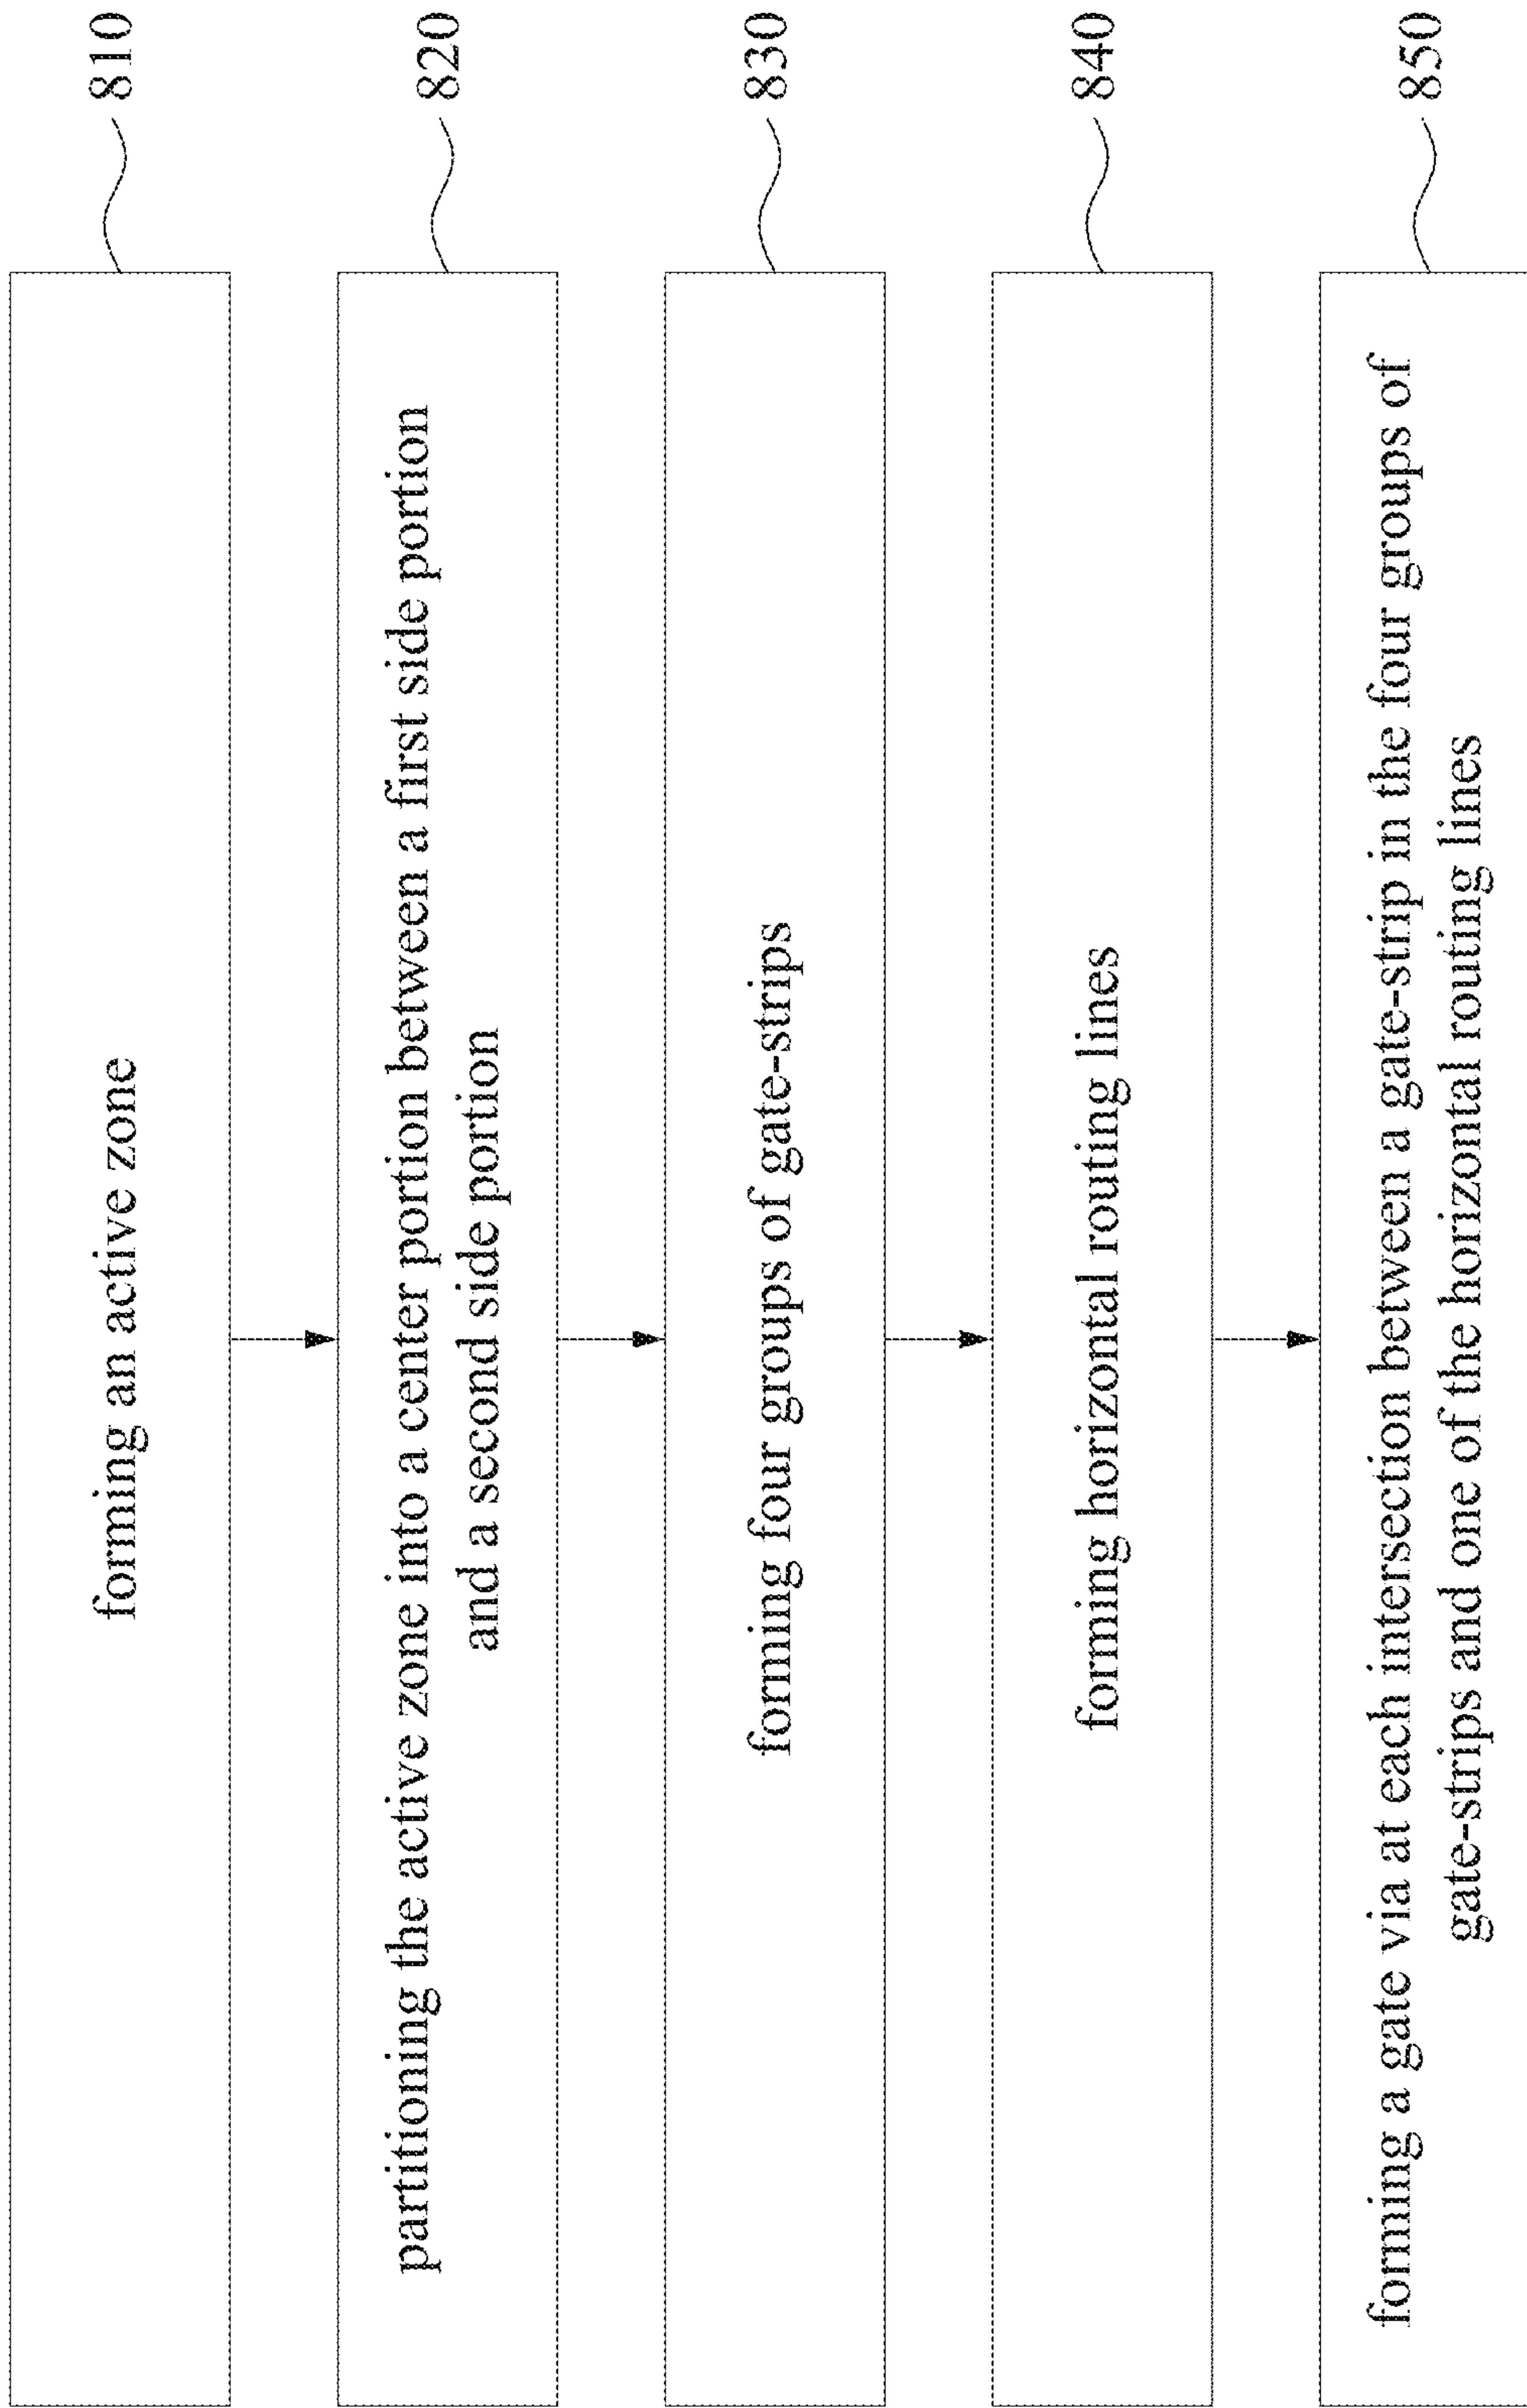 forming an active zone
810
partitioning the active zone into a center portion between a first side portion
and a second side portion
820
forming four groups of gate-strips
830
forming horizontal routing lines
840
forming a gate via at each intersection between a gate-strip in the four groups of
gate-strips and one of the horizontal routing lines
850